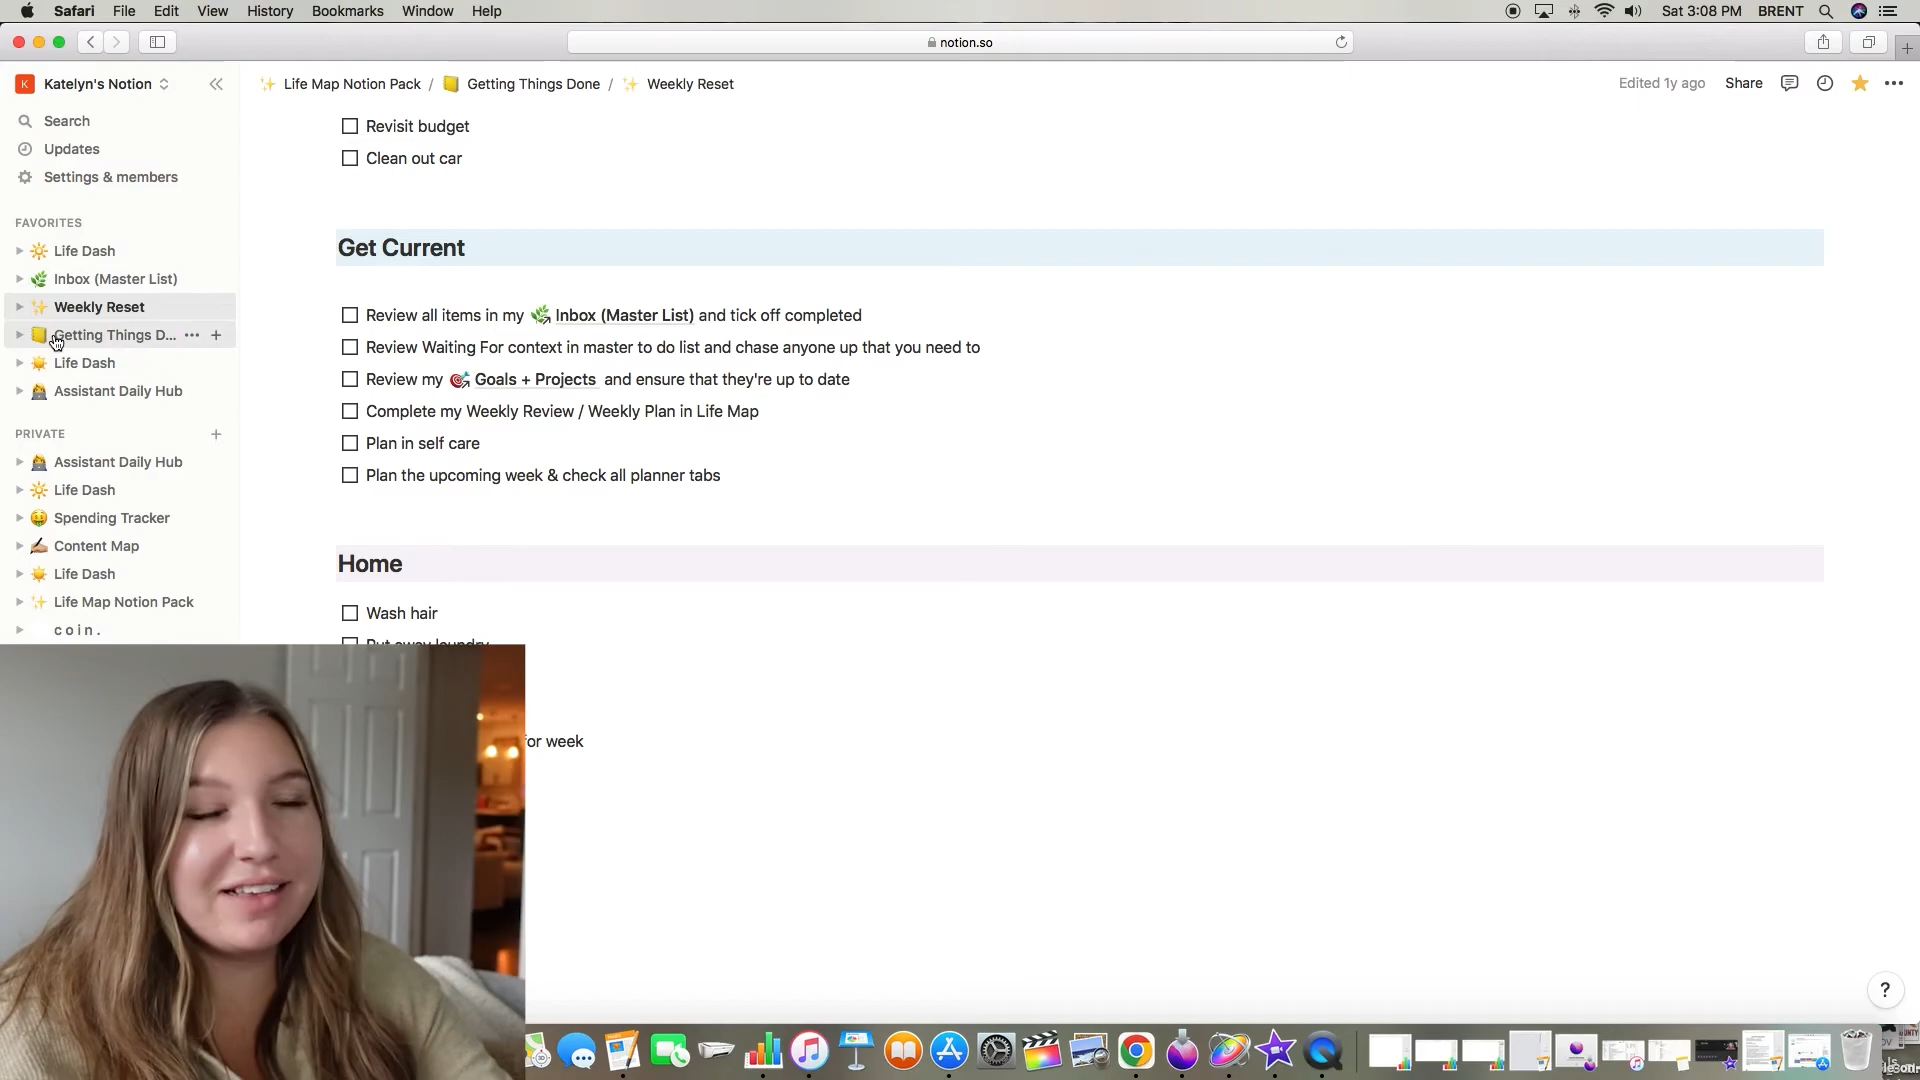 Safari File Edit View History Bookmarks Window Help Sat 3:08 PM BRENT
notion.so
K Katelyn's Notion
Life Map Notion Pack / Getting Things Done / Weekly Reset
Edited 1y ago Share
Search
Updates
Settings & members
FAVORITES
Life Dash
Inbox (Master List)
Weekly Reset
Getting Things D...
Life Dash
Assistant Daily Hub
PRIVATE
Assistant Daily Hub
Life Dash
Spending Tracker
Content Map
Life Dash
Life Map Notion Pack
c o i n .
Revisit budget
Clean out car
Get Current
Review all items in my Inbox (Master List) and tick off completed
Review Waiting For context in master to do list and chase anyone up that you need to
Review my Goals + Projects and ensure that they're up to date
Complete my Weekly Review / Weekly Plan in Life Map
Plan in self care
Plan the upcoming week & check all planner tabs
Home
Wash hair
Put away laundry
for week
?